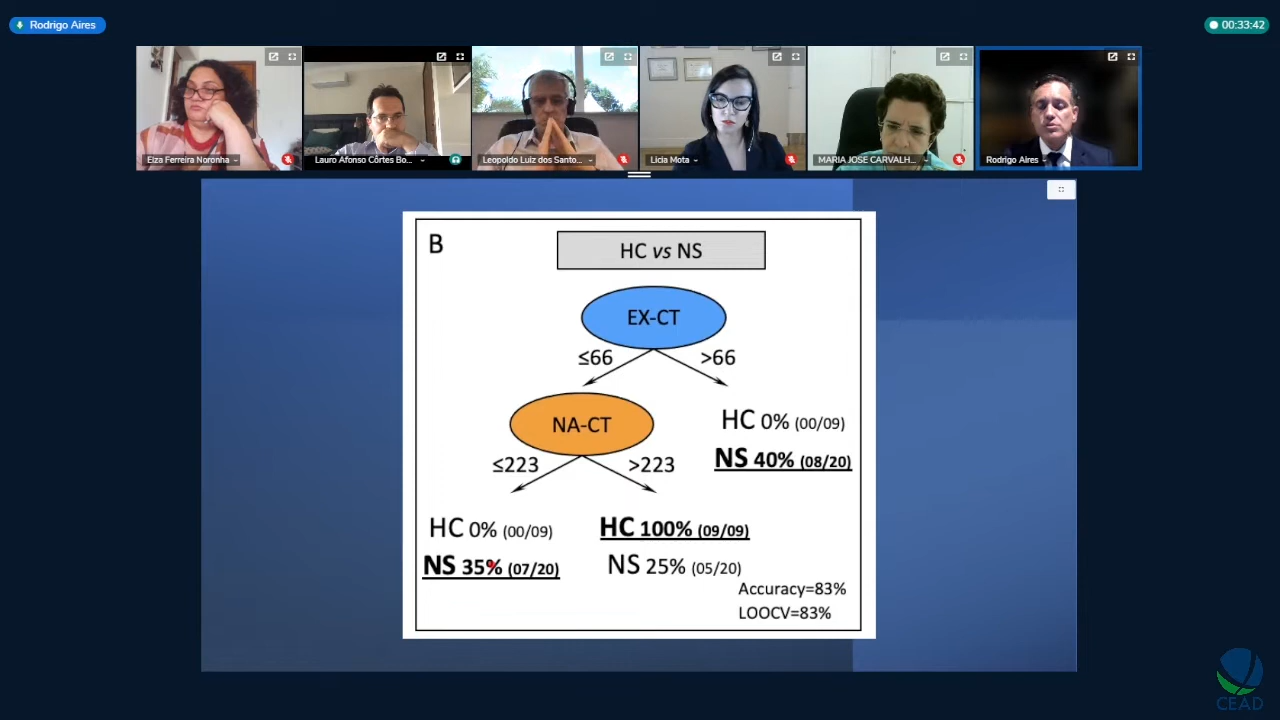 Rodrigo Aires
00:33:42
Elza Ferreira Noronha
Lauro Afonso Côrtes Bo...
Leopoldo Luiz dos Santo...
Licia Mota
MARIA JOSE CARVALH...
Rodrigo Aires
B
HC vs NS
EX-CT
≤66
>66
NA-CT
HC 0% (00/09)
NS 40% (08/20)
≤223
>223
HC 0% (00/09)
HC 100% (09/09)
NS 35% (07/20)
NS 25% (05/20)
Accuracy=83%
LOOCV=83%
CEAD